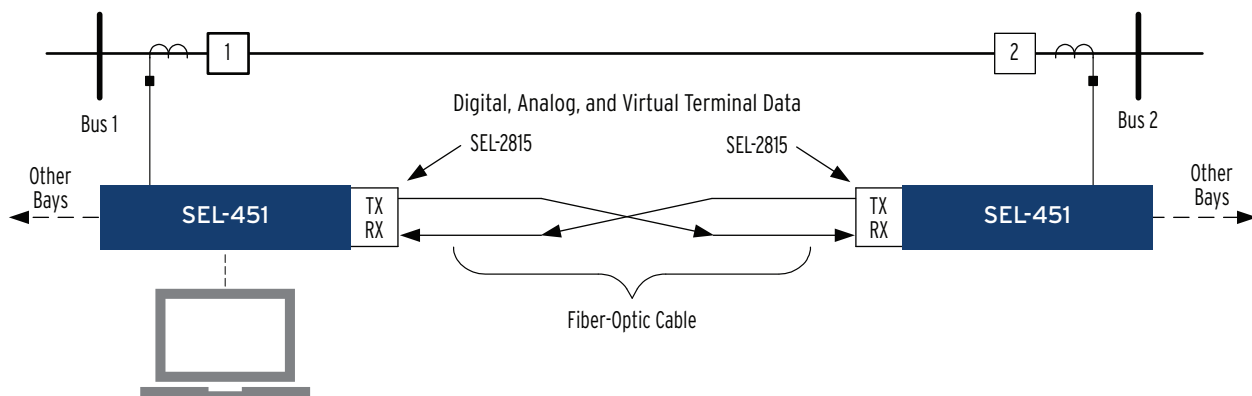 1
2
Digital, Analog, and Virtual Terminal Data
Bus 1
Bus 2
SEL-2815
SEL-2815
Other
Bays
SEL-451
TX
RX
TX
RX
SEL-451
Other
Bays
Fiber-Optic Cable